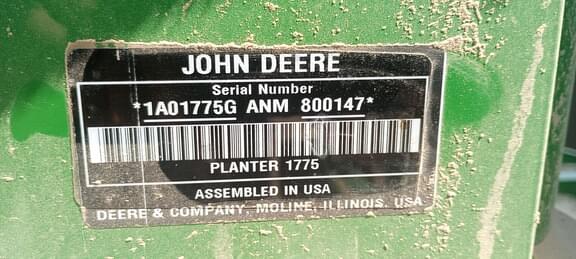 JOHN DEERE
Serial Number
*1A01775G ANM 800147*
PLANTER 1775
ASSEMBLED IN USA
DEERE & COMPANY, MOLINE, ILLINOIS, USA